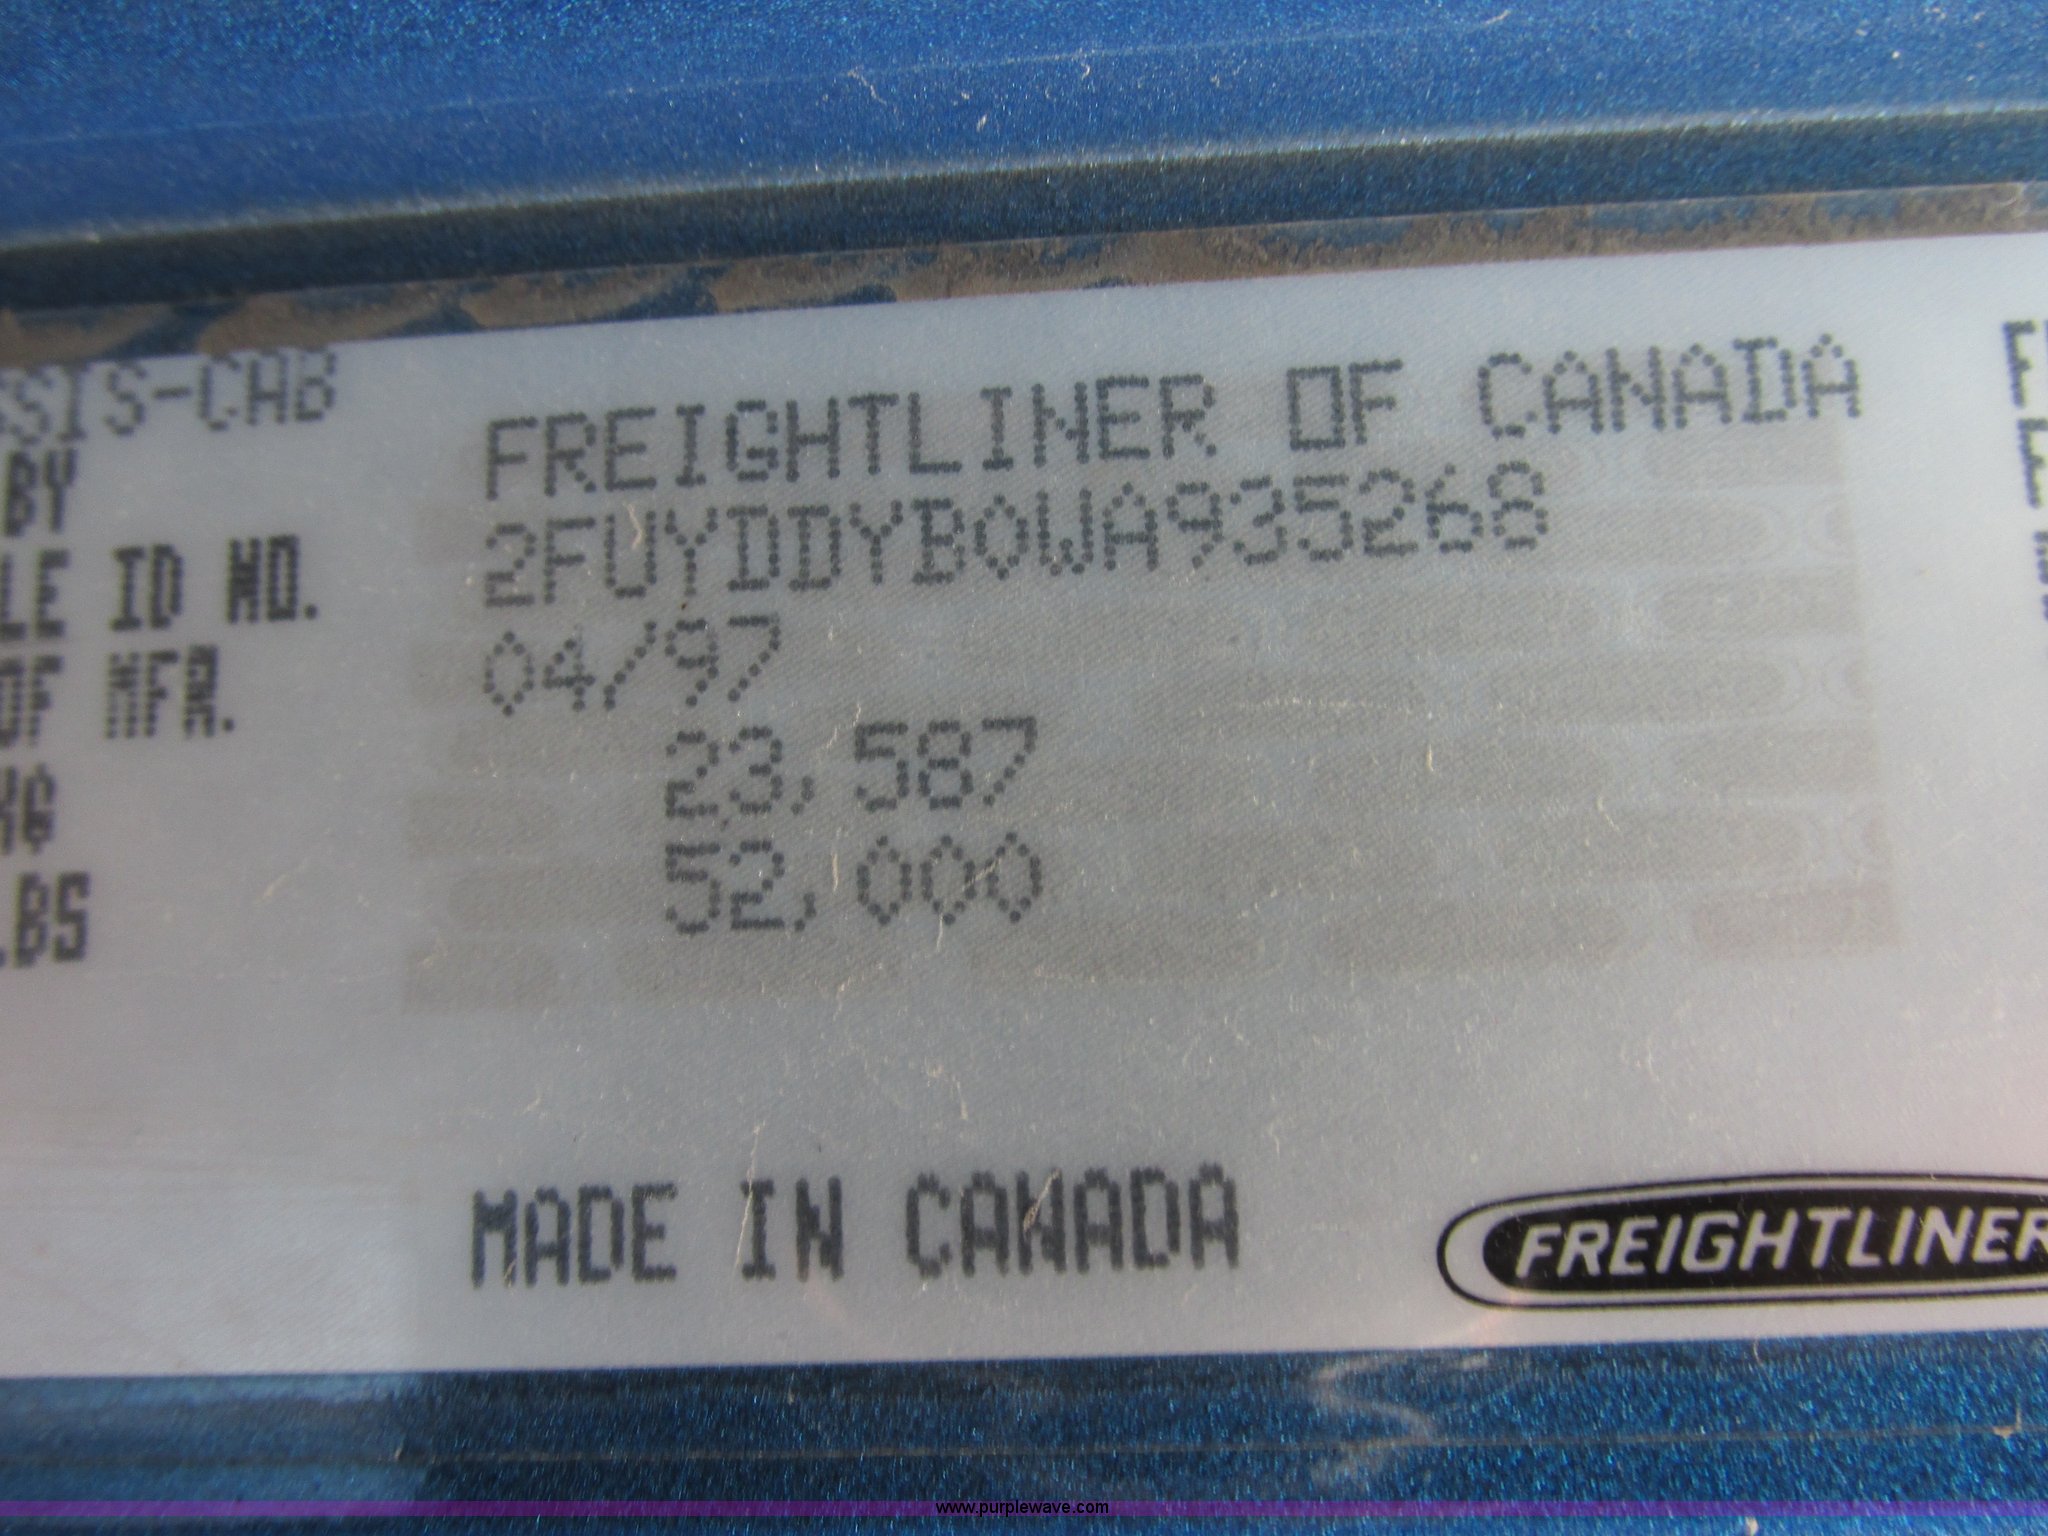 SSIS-CAB FREIGHTLINER OF CANADA
BY
LE ID NO. 2FUYDDYB0WA935268
OF MFR. 04/97
KG 23,587
LBS 52,000
MADE IN CANADA
FREIGHTLINER
www.purplewave.com